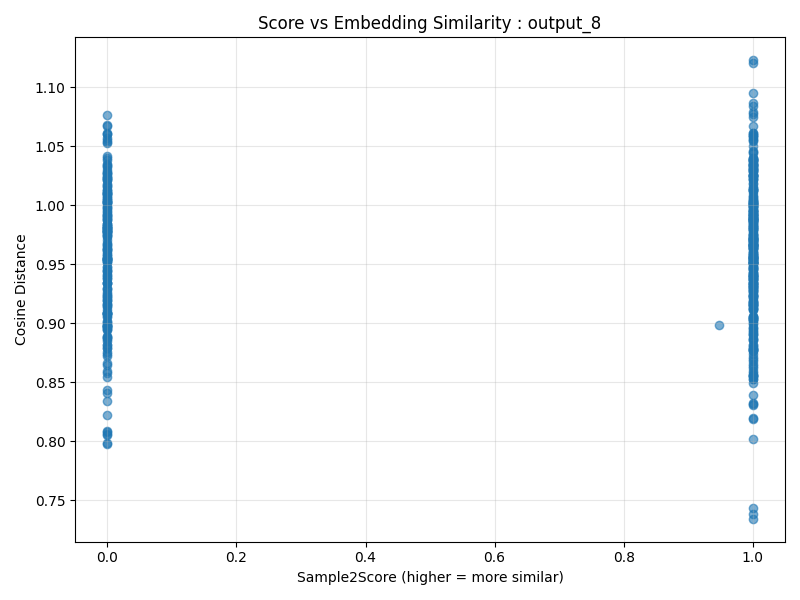 Score vs Embedding Similarity : output_8
1.10
1.05
1.00
0.95
0.90
0.85
0.80
0.75
Cosine Distance
0.0 0.2 0.4 0.6 0.8 1.0
Sample2Score (higher = more similar)